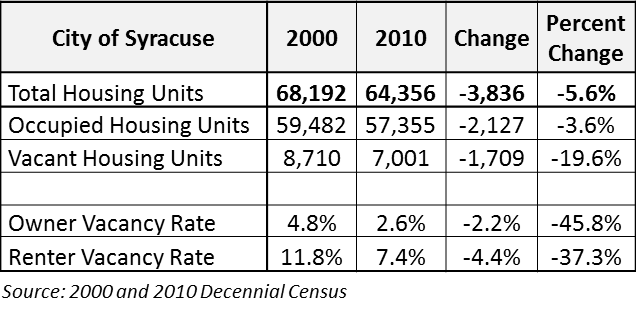 City of Syracuse 2000 2010 Change Percent Change
Total Housing Units 68,192 64,356 -3,836 -5.6%
Occupied Housing Units 59,482 57,355 -2,127 -3.6%
Vacant Housing Units 8,710 7,001 -1,709 -19.6%
Owner Vacancy Rate 4.8% 2.6% -2.2% -45.8%
Renter Vacancy Rate 11.8% 7.4% -4.4% -37.3%
Source: 2000 and 2010 Decennial Census